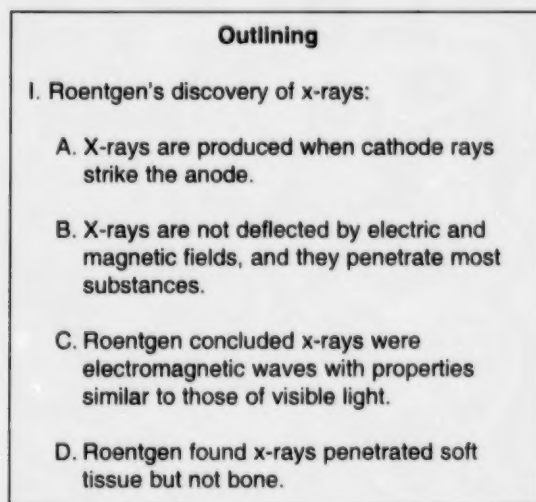 Outlining
I. Roentgen's discovery of x-rays:
A. X-rays are produced when cathode rays
strike the anode.
B. X-rays are not deflected by electric and
magnetic fields, and they penetrate most
substances.
C. Roentgen concluded x-rays were
electromagnetic waves with properties
similar to those of visible light.
D. Roentgen found x-rays penetrated soft
tissue but not bone.